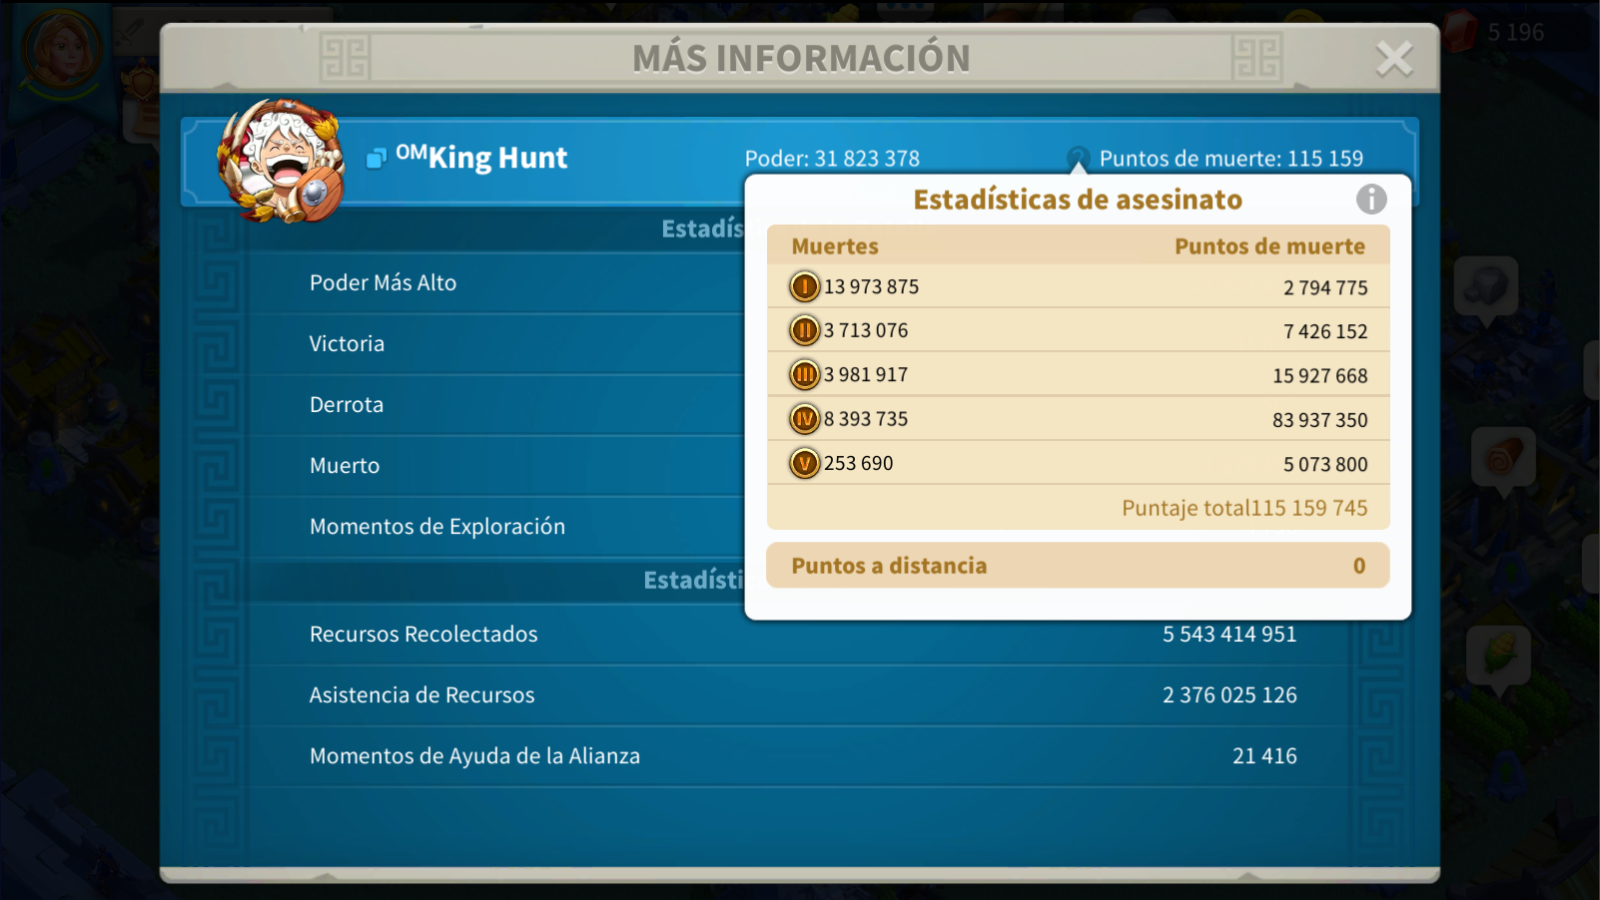 5 196
MÁS INFORMACIÓN
ᴼᴹKing Hunt
Poder: 31 823 378
Puntos de muerte: 115 159
Estadísticas de asesinato
Muertes Puntos de muerte
I 13 973 875 2 794 775
II 3 713 076 7 426 152
III 3 981 917 15 927 668
IV 8 393 735 83 937 350
V 253 690 5 073 800
Puntaje total115 159 745
Puntos a distancia 0
Estadís
Poder Más Alto
Victoria
Derrota
Muerto
Momentos de Exploración
Estadísti
Recursos Recolectados 5 543 414 951
Asistencia de Recursos 2 376 025 126
Momentos de Ayuda de la Alianza 21 416